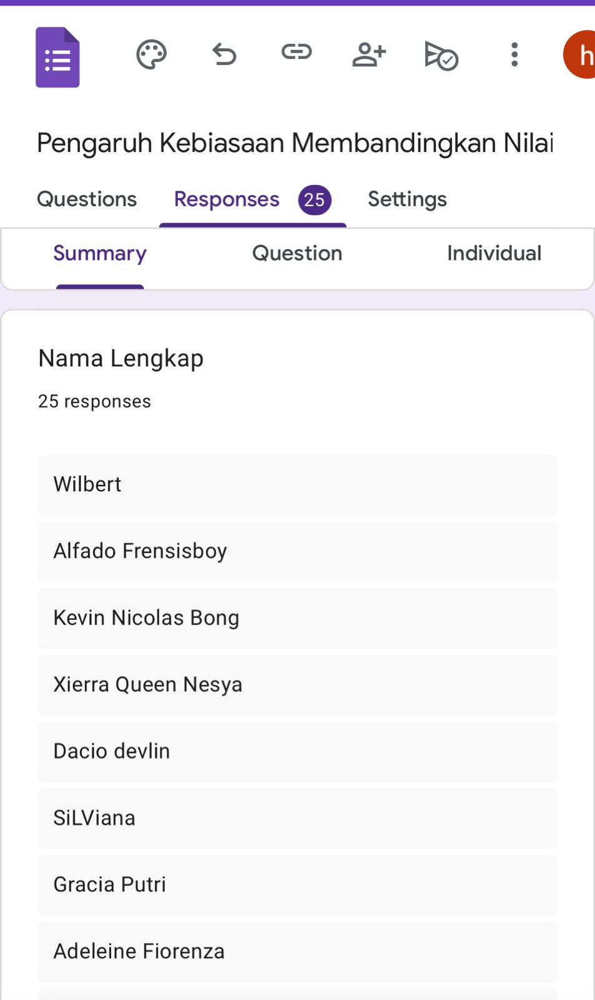 h
Pengaruh Kebiasaan Membandingkan Nilai
Questions Responses 25 Settings
Summary Question Individual
Nama Lengkap
25 responses
Wilbert
Alfado Frensisboy
Kevin Nicolas Bong
Xierra Queen Nesya
Dacio devlin
SiLViana
Gracia Putri
Adeleine Fiorenza